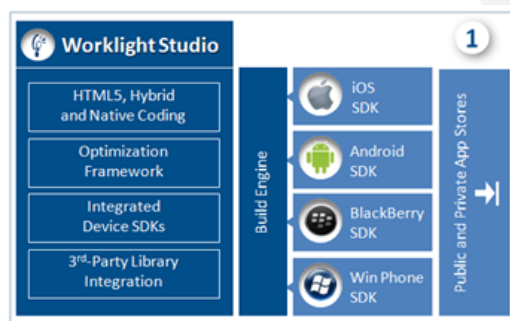 Worklight Studio
1
HTML5, Hybrid
and Native Coding
Optimization
Framework
Integrated
Device SDKs
3rd-Party Library
Integration
Build Engine
iOS
SDK
Android
SDK
BlackBerry
SDK
Win Phone
SDK
Public and Private App Stores